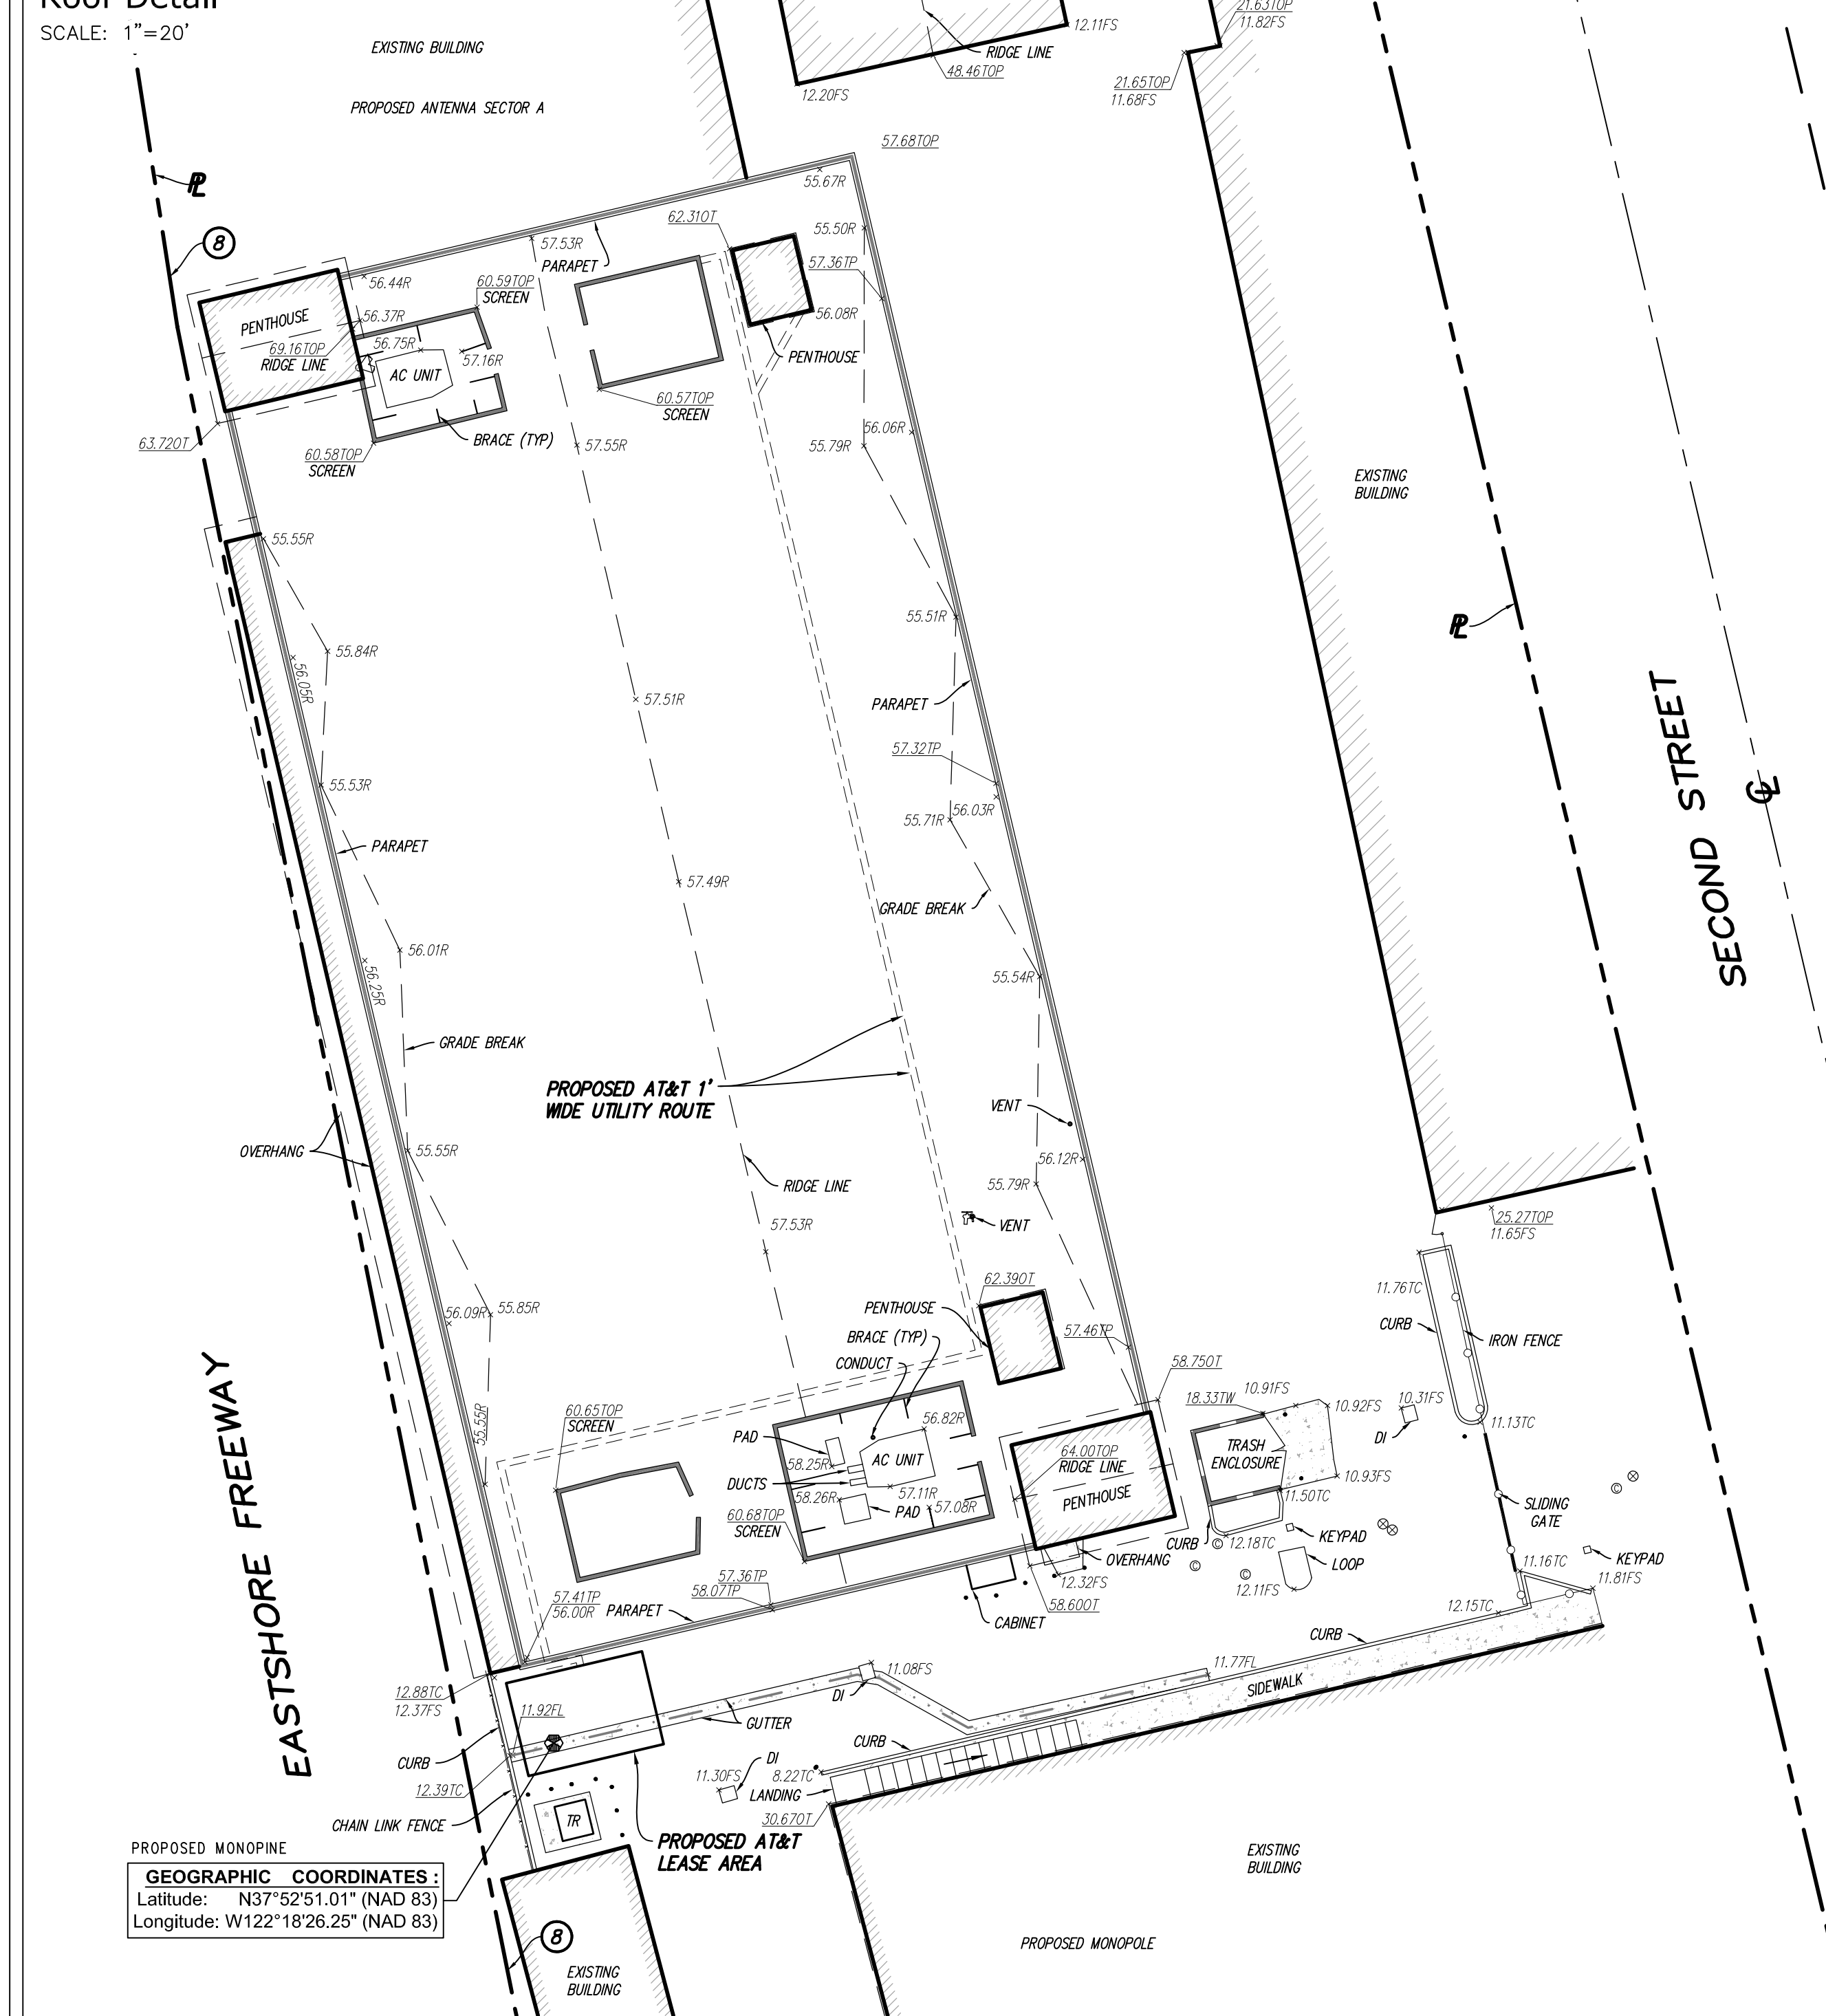 Roof Detail
SCALE: 1"=20'
EXISTING BUILDING
PROPOSED ANTENNA SECTOR A
RIDGE LINE
48.46TOP
12.11FS
12.20FS
21.63TOP
11.82FS
21.65TOP
11.68FS
57.68TOP
55.67R
PL
8
62.31OT
55.50R
57.53R
PARAPET
57.36TP
56.44R
60.59TOP
SCREEN
PENTHOUSE
56.37R
56.08R
69.16TOP
RIDGE LINE
56.75R
57.16R
PENTHOUSE
AC UNIT
60.57TOP
SCREEN
63.72OT
60.58TOP
SCREEN
BRACE (TYP)
57.55R
56.06R
55.79R
EXISTING
BUILDING
55.55R
55.84R
56.05R
55.51R
PL
57.51R
PARAPET
57.32TP
56.03R
55.53R
55.71R
PARAPET
57.49R
GRADE BREAK
SECOND STREET
CL
56.01R
56.25R
55.54R
GRADE BREAK
PROPOSED AT&T 1'
WIDE UTILITY ROUTE
VENT
OVERHANG
55.55R
56.12R
55.79R
RIDGE LINE
57.53R
VENT
25.27TOP
11.65FS
62.39OT
11.76TC
56.09R
55.85R
PENTHOUSE
CURB
IRON FENCE
BRACE (TYP)
57.46TP
CONDUCT
58.75OT
EASTSHORE FREEWAY
55.55R
60.65TOP
SCREEN
56.82R
18.33TW
10.91FS
10.92FS
10.31FS
11.13TC
DI
PAD
58.25R
AC UNIT
64.00TOP
RIDGE LINE
TRASH
ENCLOSURE
DUCTS
58.26R
57.11R
PAD
57.08R
PENTHOUSE
10.93FS
11.50TC
60.68TOP
SCREEN
SLIDING
GATE
KEYPAD
CURB
12.18TC
OVERHANG
LOOP
11.16TC
KEYPAD
11.81FS
57.36TP
58.07TP
12.32FS
12.11FS
57.41TP
56.00R
PARAPET
58.60OT
CABINET
12.15TC
CURB
11.08FS
11.77FL
DI
SIDEWALK
12.88TC
12.37FS
11.92FL
GUTTER
CURB
CURB
DI
11.30FS
8.22TC
12.39TC
LANDING
30.67OT
CHAIN LINK FENCE
TR
PROPOSED AT&T
LEASE AREA
PROPOSED MONOPINE
GEOGRAPHIC COORDINATES :
Latitude: N37°52'51.01" (NAD 83)
Longitude: W122°18'26.25" (NAD 83)
EXISTING
BUILDING
8
PROPOSED MONOPOLE
EXISTING
BUILDING